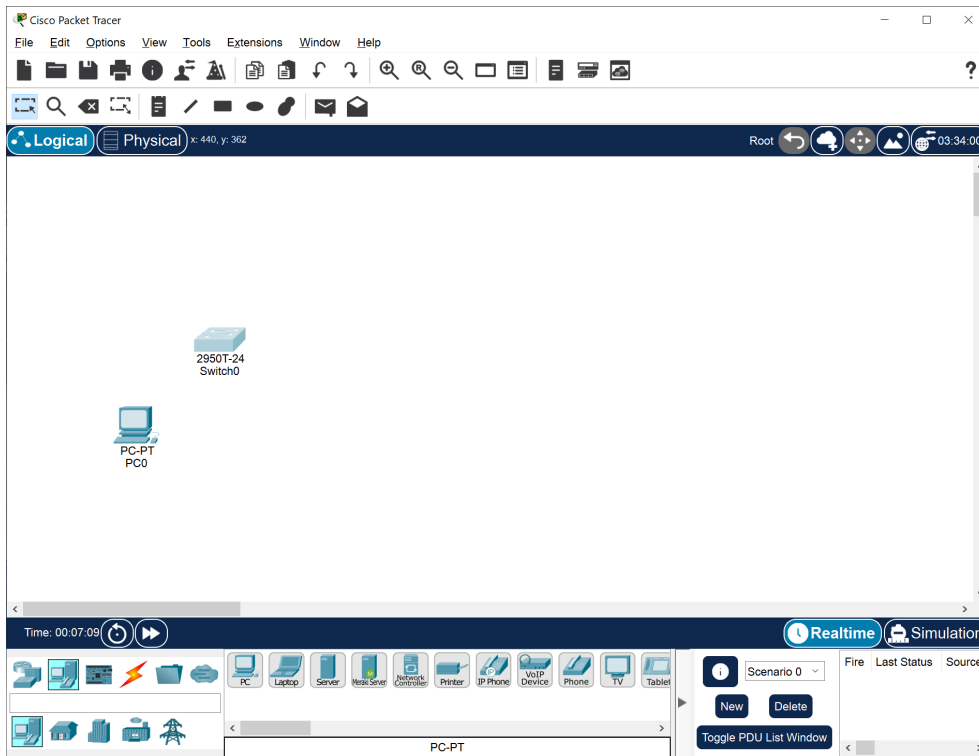 Cisco Packet Tracer
File Edit Options View Tools Extensions Window Help
?
Logical Physical x: 440, y: 362 Root 03:34:00
2950T-24
Switch0
PC-PT
PC0
Time: 00:07:09 Realtime Simulation
PC Laptop Server Meraki Server Network Controller Printer IP Phone VoIP Device Phone TV Tablet
Scenario 0
Fire Last Status Source
New Delete
Toggle PDU List Window
PC-PT